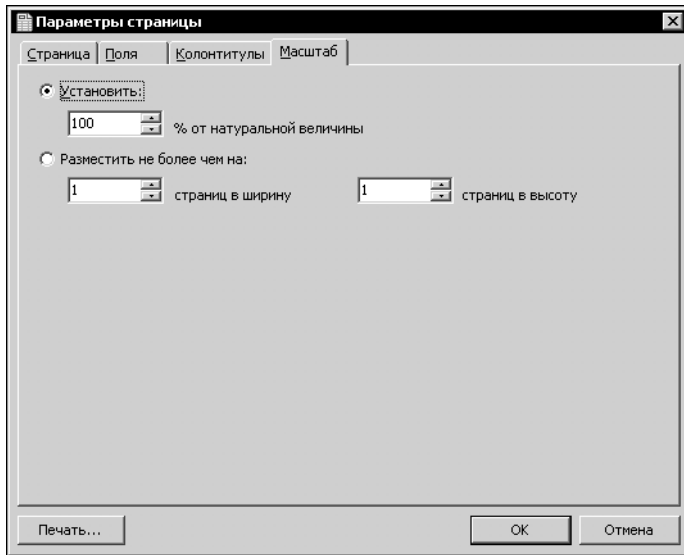 Параметры страницы
Страница Поля Колонтитулы Масштаб
Установить:
100 % от натуральной величины
Разместить не более чем на:
1 страниц в ширину 1 страниц в высоту
Печать... OK Отмена